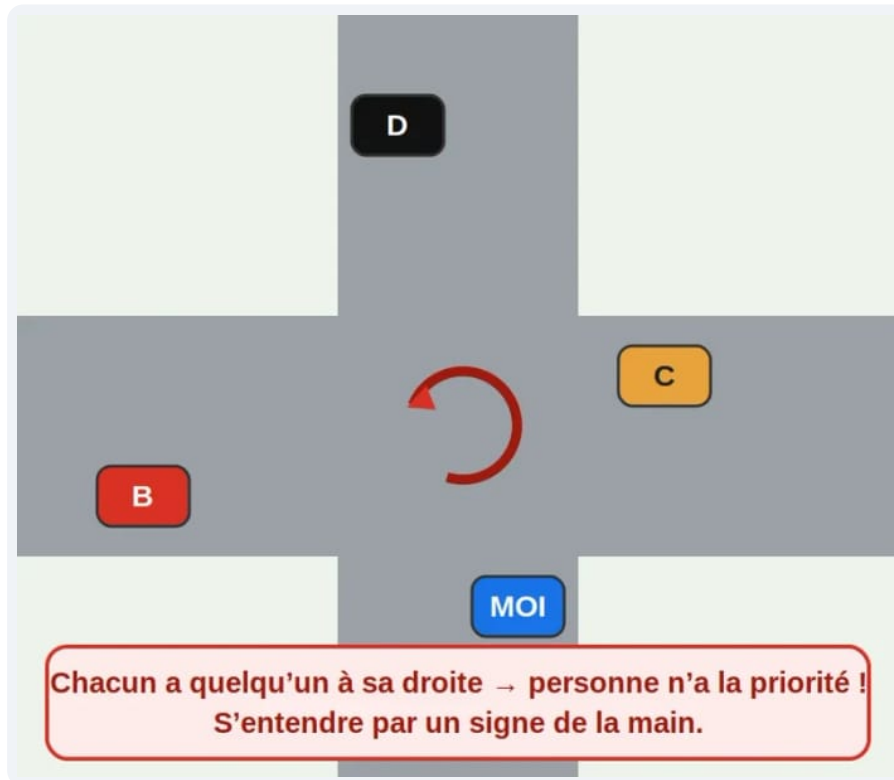 D
C
B
MOI
Chacun a quelqu’un à sa droite → personne n’a la priorité !
S’entendre par un signe de la main.